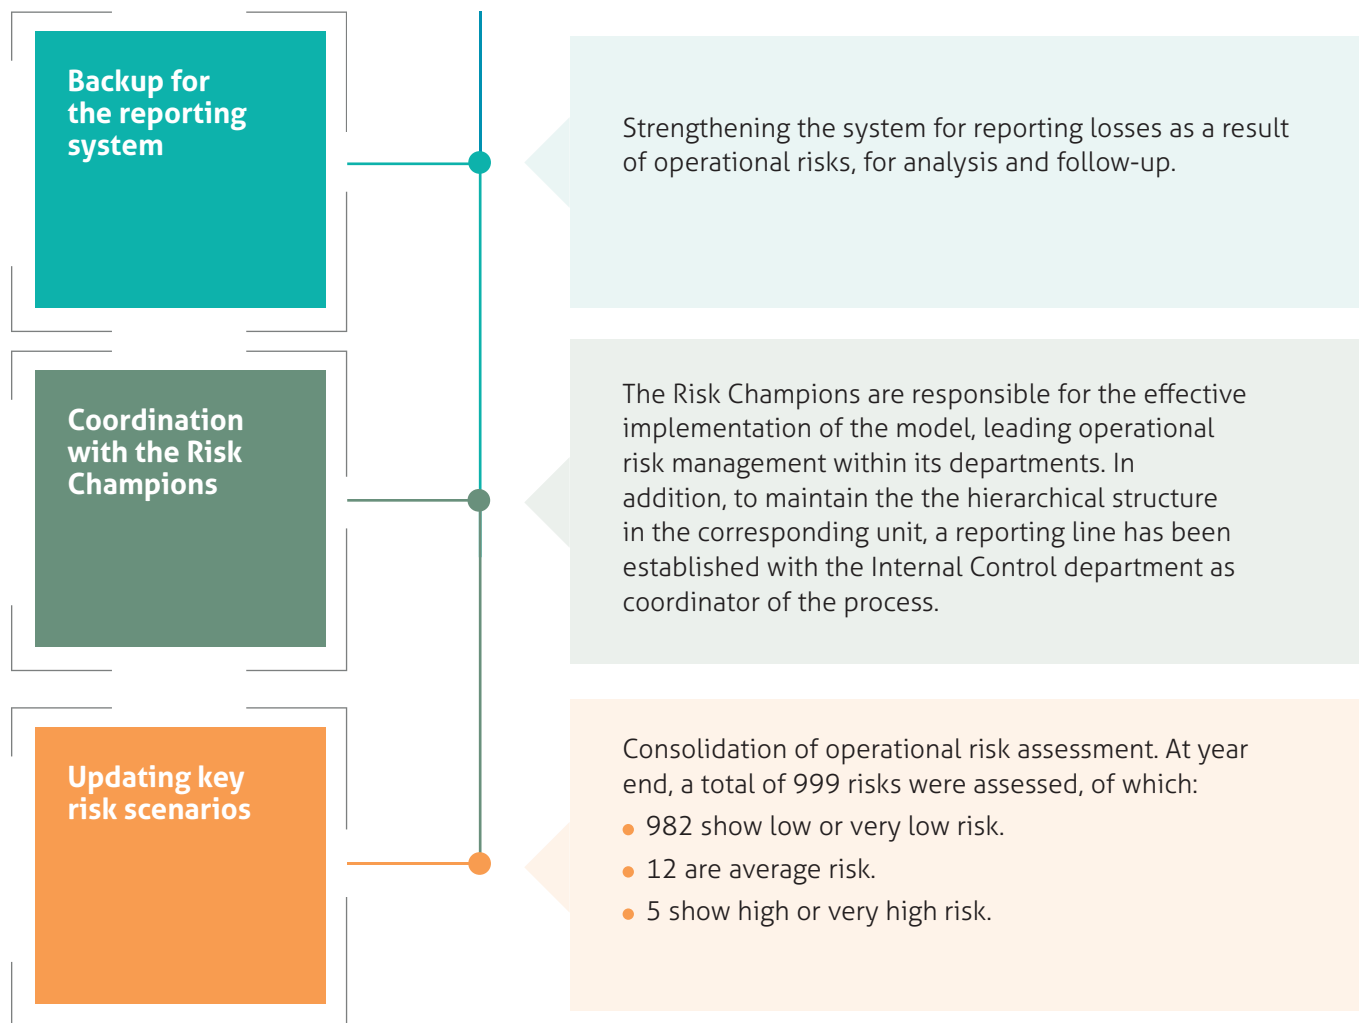 Backup for
the reporting
system
Strengthening the system for reporting losses as a result
of operational risks, for analysis and follow-up.
Coordination
with the Risk
Champions
The Risk Champions are responsible for the effective
implementation of the model, leading operational
risk management within its departments. In
addition, to maintain the the hierarchical structure
in the corresponding unit, a reporting line has been
established with the Internal Control department as
coordinator of the process.
Updating key
risk scenarios
Consolidation of operational risk assessment. At year
end, a total of 999 risks were assessed, of which:
● 982 show low or very low risk.
● 12 are average risk.
● 5 show high or very high risk.